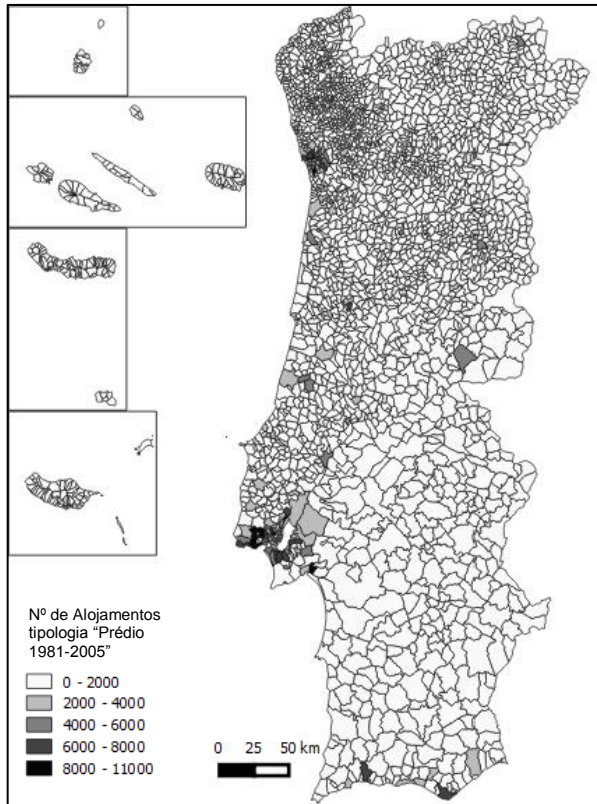 Nº de Alojamentos
tipologia “Prédio
1981-2005”
0 - 2000
2000 - 4000
4000 - 6000
6000 - 8000
8000 - 11000
0 25 50 km